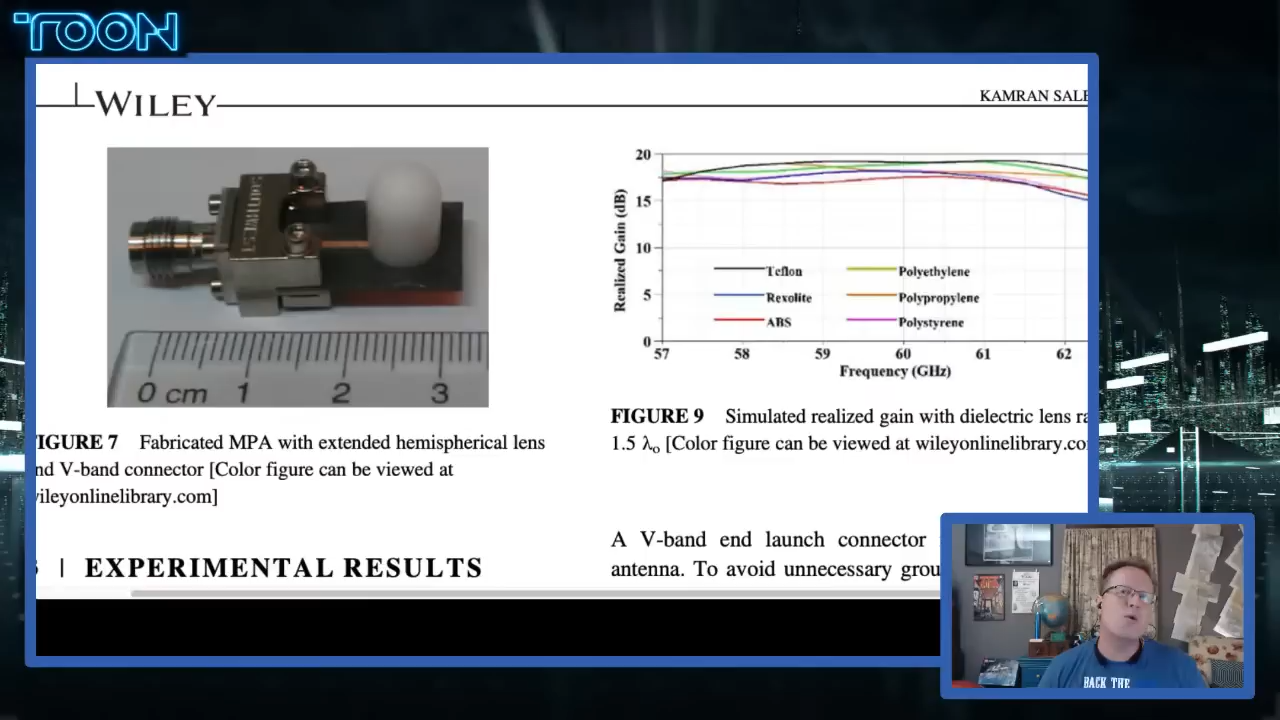 TOON
WILEY
KAMRAN SALE
0 cm 1 2 3
FIGURE 7 Fabricated MPA with extended hemispherical lens
nd V-band connector [Color figure can be viewed at
wileyonlinelibrary.com]
EXPERIMENTAL RESULTS
20
15
10
5
0
Realized Gain (dB)
Teflon
Polyethylene
Rexolite
Polypropylene
ABS
Polystyrene
57 58 59 60 61 62
Frequency (GHz)
FIGURE 9 Simulated realized gain with dielectric lens ra
1.5 λo [Color figure can be viewed at wileyonlinelibrary.co
A V-band end launch connector
antenna. To avoid unnecessary grou
BACK THE